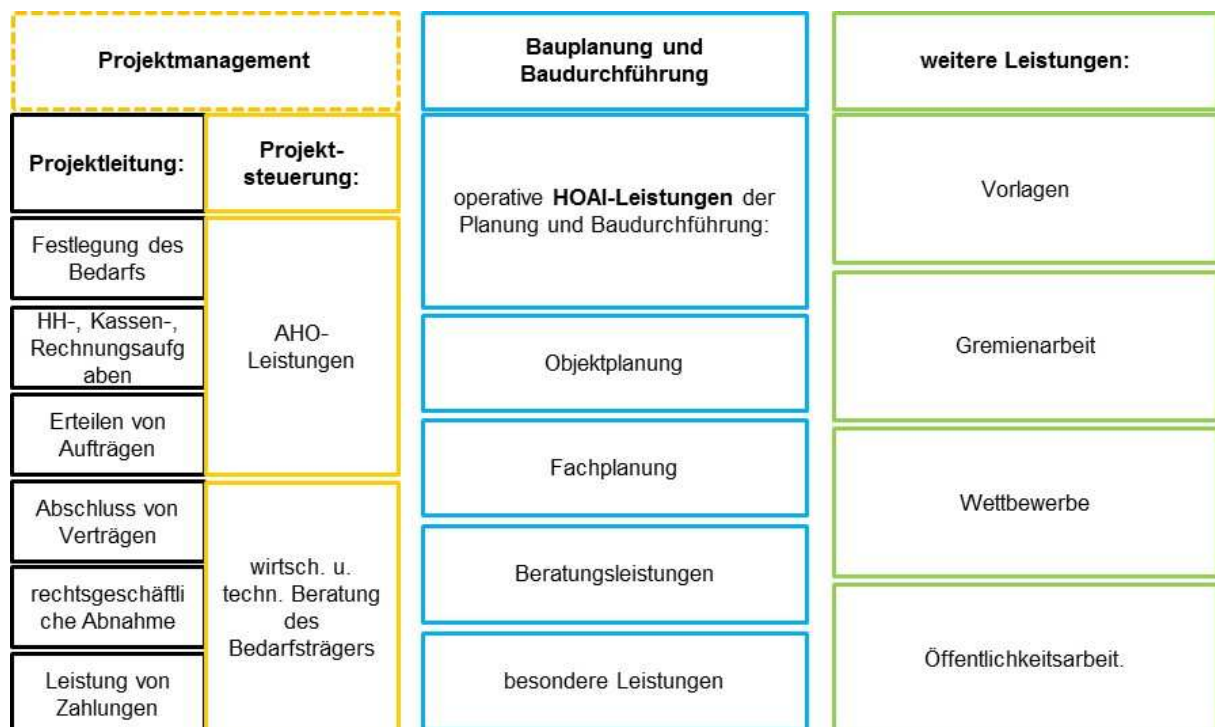 Projektmanagement
Projektleitung:
Projekt-
steuerung:
Festlegung des
Bedarfs
HH-, Kassen-,
Rechnungsaufg
aben
Erteilen von
Aufträgen
Abschluss von
Verträgen
rechtsgeschäftli
che Abnahme
Leistung von
Zahlungen
AHO-
Leistungen
wirtsch. u.
techn. Beratung
des
Bedarfsträgers
Bauplanung und
Baudurchführung
operative HOAI-Leistungen der
Planung und Baudurchführung:
Objektplanung
Fachplanung
Beratungsleistungen
besondere Leistungen
weitere Leistungen:
Vorlagen
Gremienarbeit
Wettbewerbe
Öffentlichkeitsarbeit.